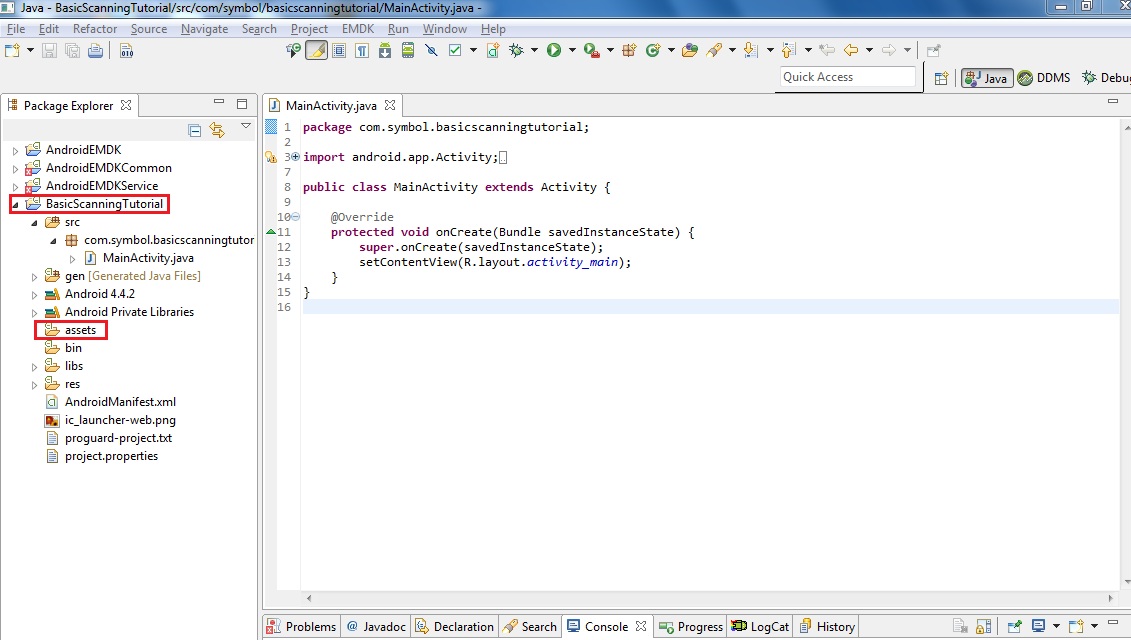 Java - BasicScanningTutorial/src/com/symbol/basicscanningtutorial/MainActivity.java -
File Edit Refactor Source Navigate Search Project EMDK Run Window Help
Quick Access
Java DDMS Debu
Package Explorer
MainActivity.java
AndroidEMDK
AndroidEMDKCommon
AndroidEMDKService
BasicScanningTutorial
src
com.symbol.basicscanningtutor
MainActivity.java
gen [Generated Java Files]
Android 4.4.2
Android Private Libraries
assets
bin
libs
res
AndroidManifest.xml
ic_launcher-web.png
proguard-project.txt
project.properties
1 package com.symbol.basicscanningtutorial;
2
3 import android.app.Activity;
7
8 public class MainActivity extends Activity {
9
10 @Override
11 protected void onCreate(Bundle savedInstanceState) {
12 super.onCreate(savedInstanceState);
13 setContentView(R.layout.activity_main);
14 }
15 }
16
Problems @ Javadoc Declaration Search Console Progress LogCat History